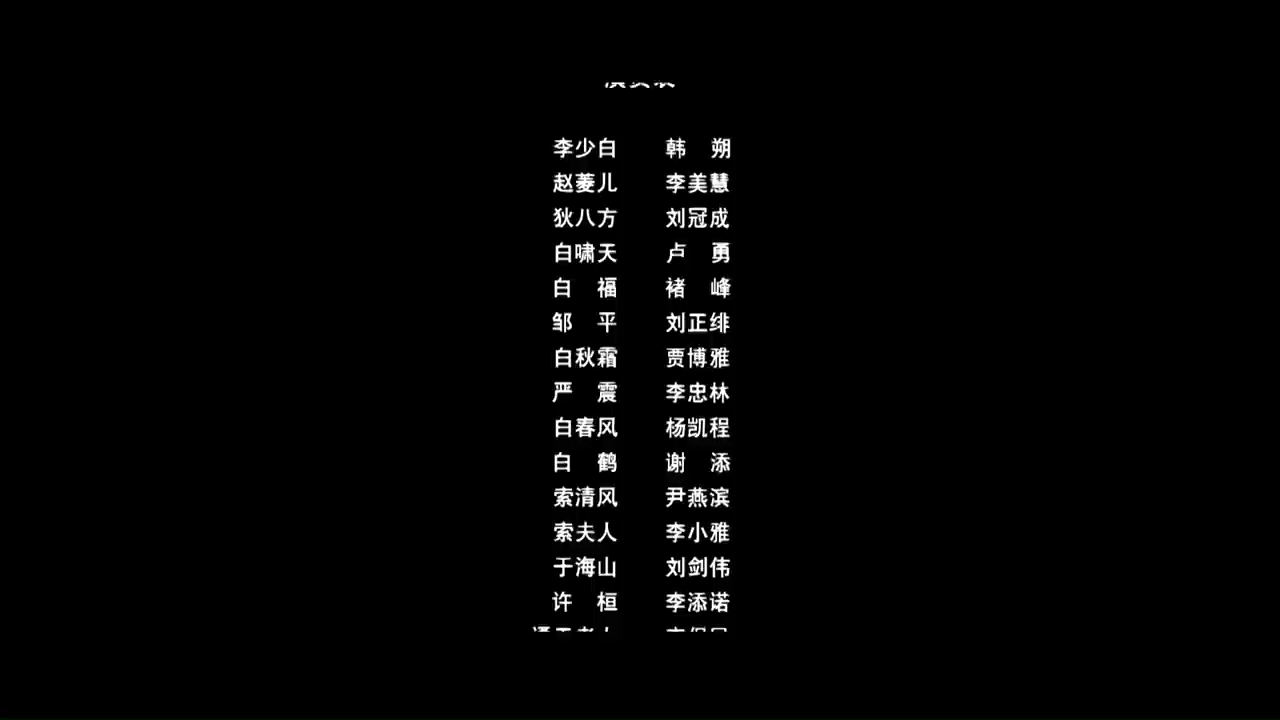 李少白 韩 朔
赵菱儿 李美慧
狄八方 刘冠成
白啸天 卢 勇
白 福 褚 峰
邹 平 刘正绯
白秋霜 贾博雅
严 震 李忠林
白春风 杨凯程
白 鹤 谢 添
索清风 尹燕滨
索夫人 李小雅
于海山 刘剑伟
许 桓 李添诺